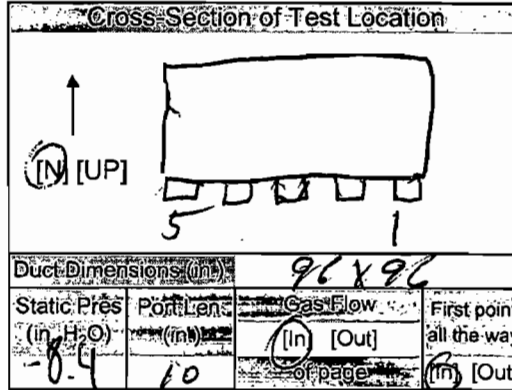 Cross-Section of Test Location
[N] [UP]
5 1
Duct Dimensions (in.) 96 x 96
Static Pres Port Len. Gas Flow First poin
(in. H₂O) (in.) [In] [Out] all the way
-8.4 10 of page [In] [Out